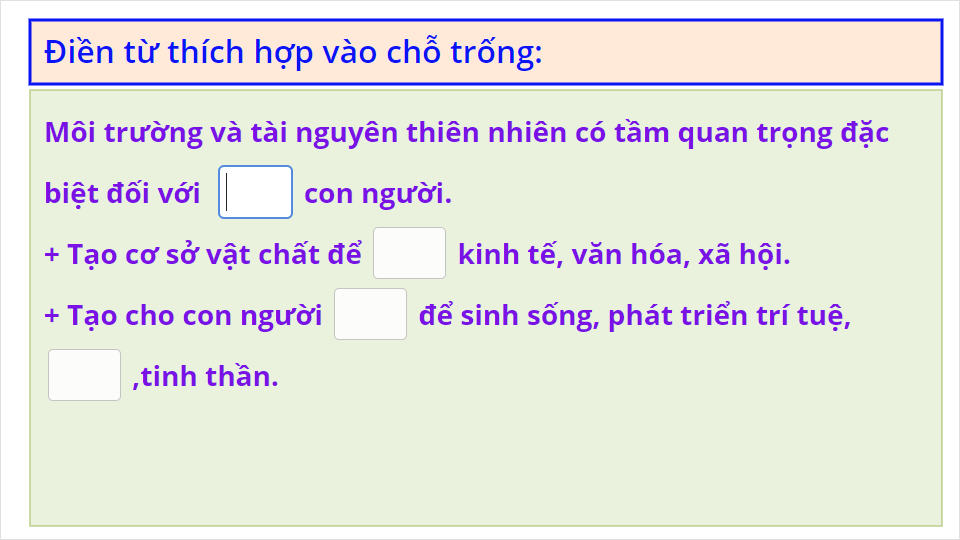 Điền từ thích hợp vào chỗ trống:
Môi trường và tài nguyên thiên nhiên có tầm quan trọng đặc
biệt đối với con người.
+ Tạo cơ sở vật chất để kinh tế, văn hóa, xã hội.
+ Tạo cho con người để sinh sống, phát triển trí tuệ,
,tinh thần.